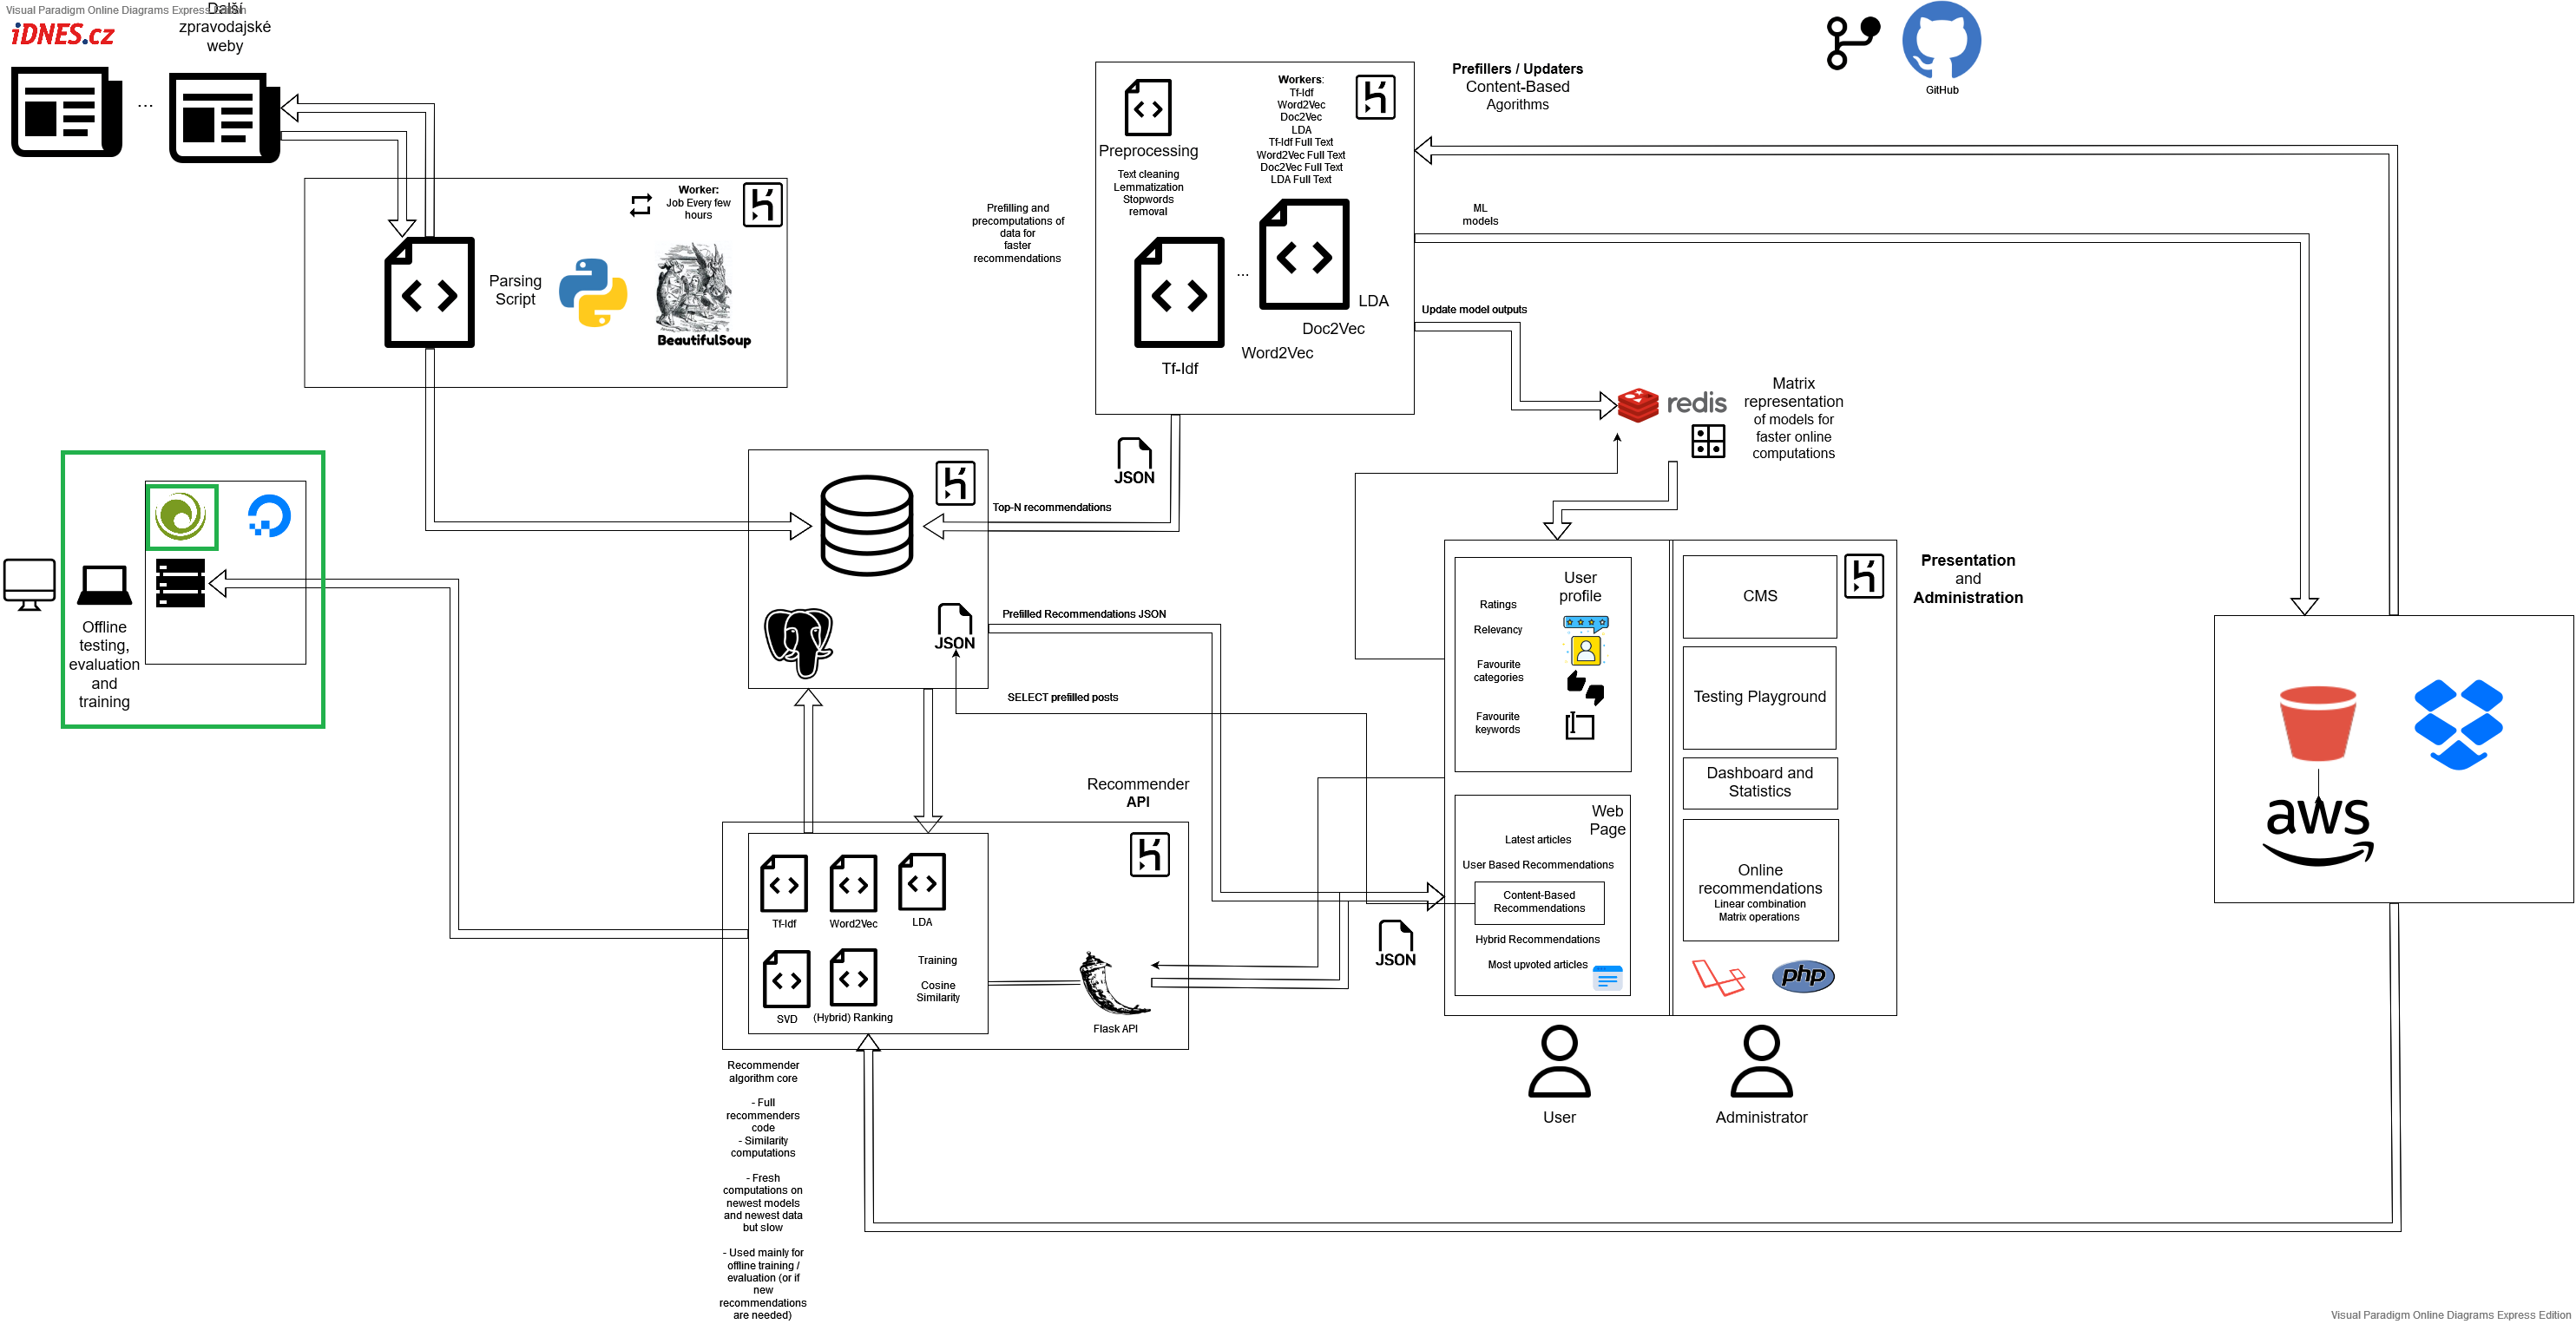 Visual Paradigm Online Diagrams Express Edition
iDNES.cz
Další
zpravodajské
weby
...
Worker:
Job Every few
hours
Parsing
Script
BeautifulSoup
Preprocessing
Text cleaning
Lemmatization
Stopwords
removal
Workers:
Tf-Idf
Word2Vec
Doc2Vec
LDA
Tf-Idf Full Text
Word2Vec Full Text
Doc2Vec Full Text
LDA Full Text
...
LDA
Doc2Vec
Word2Vec
Tf-Idf
Prefilling and
precomputations of
data for
faster
recommendations
Prefillers / Updaters
Content-Based
Agorithms
GitHub
ML
models
Update model outputs
redis
Matrix
representation
of models for
faster online
computations
JSON
Top-N recommendations
Offline
testing,
evaluation
and
training
JSON
Prefilled Recommendations JSON
SELECT prefilled posts
User
profile
Ratings
Relevancy
Favourite
categories
Favourite
keywords
CMS
Testing Playground
Dashboard and
Statistics
Online
recommendations
Linear combination
Matrix operations
php
Presentation
and
Administration
Web
Page
Latest articles
User Based Recommendations
Content-Based
Recommendations
Hybrid Recommendations
Most upvoted articles
JSON
User
Administrator
aws
Recommender
API
Tf-Idf
Word2Vec
LDA
SVD
(Hybrid) Ranking
Training
Cosine
Similarity
Flask API
Recommender
algorithm core
- Full
recommenders
code
- Similarity
computations
- Fresh
computations on
newest models
and newest data
but slow
- Used mainly for
offline training /
evaluation (or if
new
recommendations
are needed)
Visual Paradigm Online Diagrams Express Edition